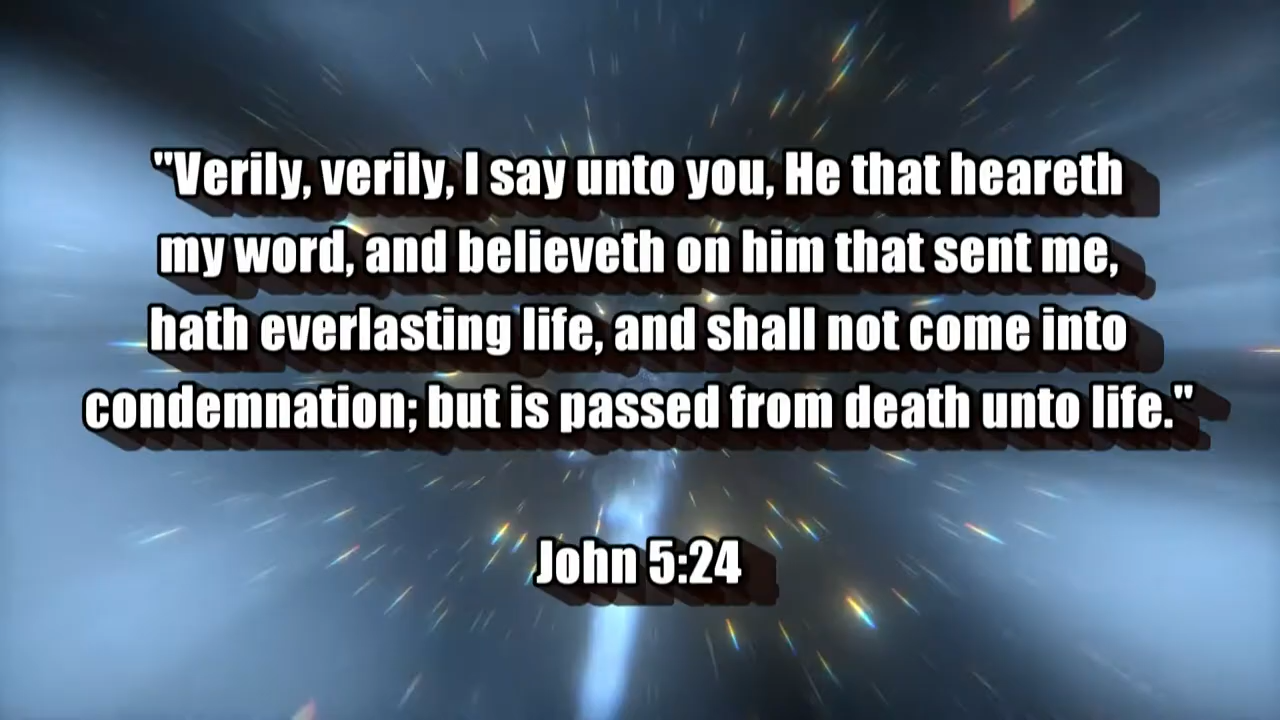 "Verily, verily, I say unto you, He that heareth
my word, and believeth on him that sent me,
hath everlasting life, and shall not come into
condemnation; but is passed from death unto life."
John 5:24